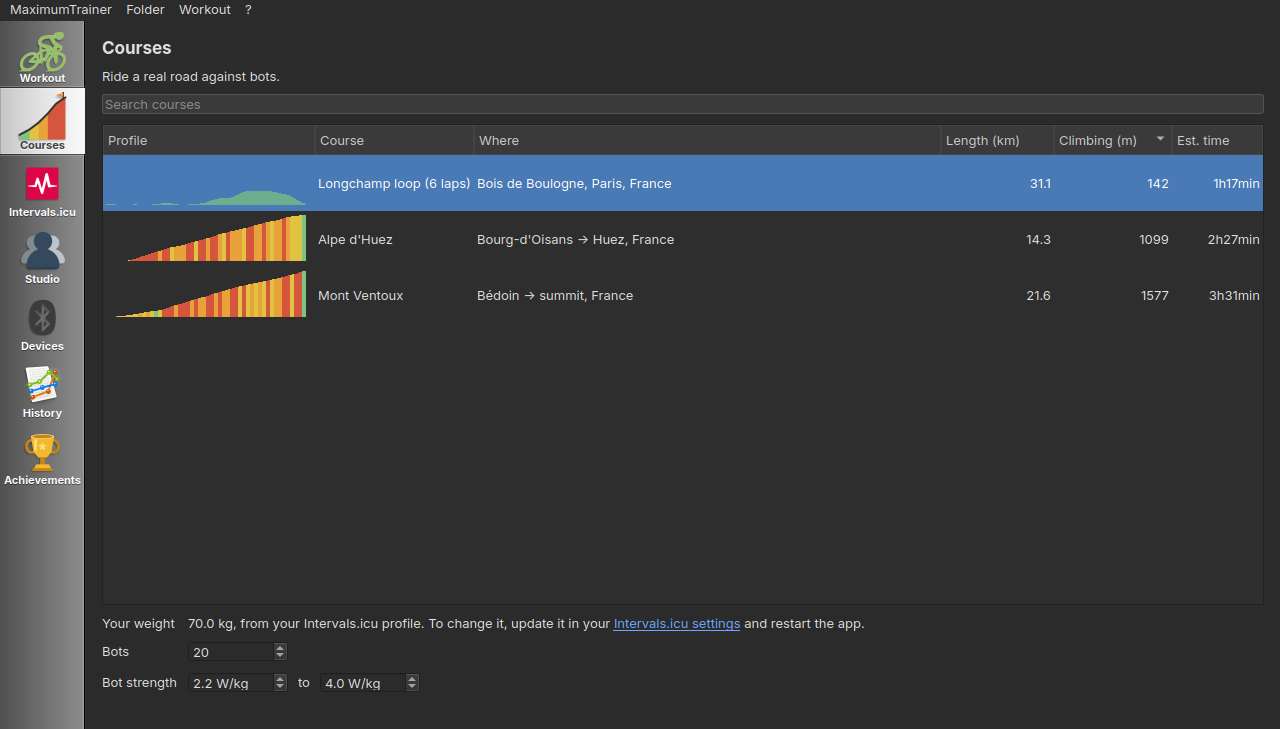 MaximumTrainer Folder Workout ?
Workout
Courses
Intervals.icu
Studio
Devices
History
Achievements
Courses
Ride a real road against bots.
Search courses
Profile Course Where Length (km) Climbing (m) Est. time
Longchamp loop (6 laps) Bois de Boulogne, Paris, France 31.1 142 1h17min
Alpe d'Huez Bourg-d'Oisans → Huez, France 14.3 1099 2h27min
Mont Ventoux Bédoin → summit, France 21.6 1577 3h31min
Your weight 70.0 kg, from your Intervals.icu profile. To change it, update it in your Intervals.icu settings and restart the app.
Bots 20
Bot strength 2.2 W/kg to 4.0 W/kg